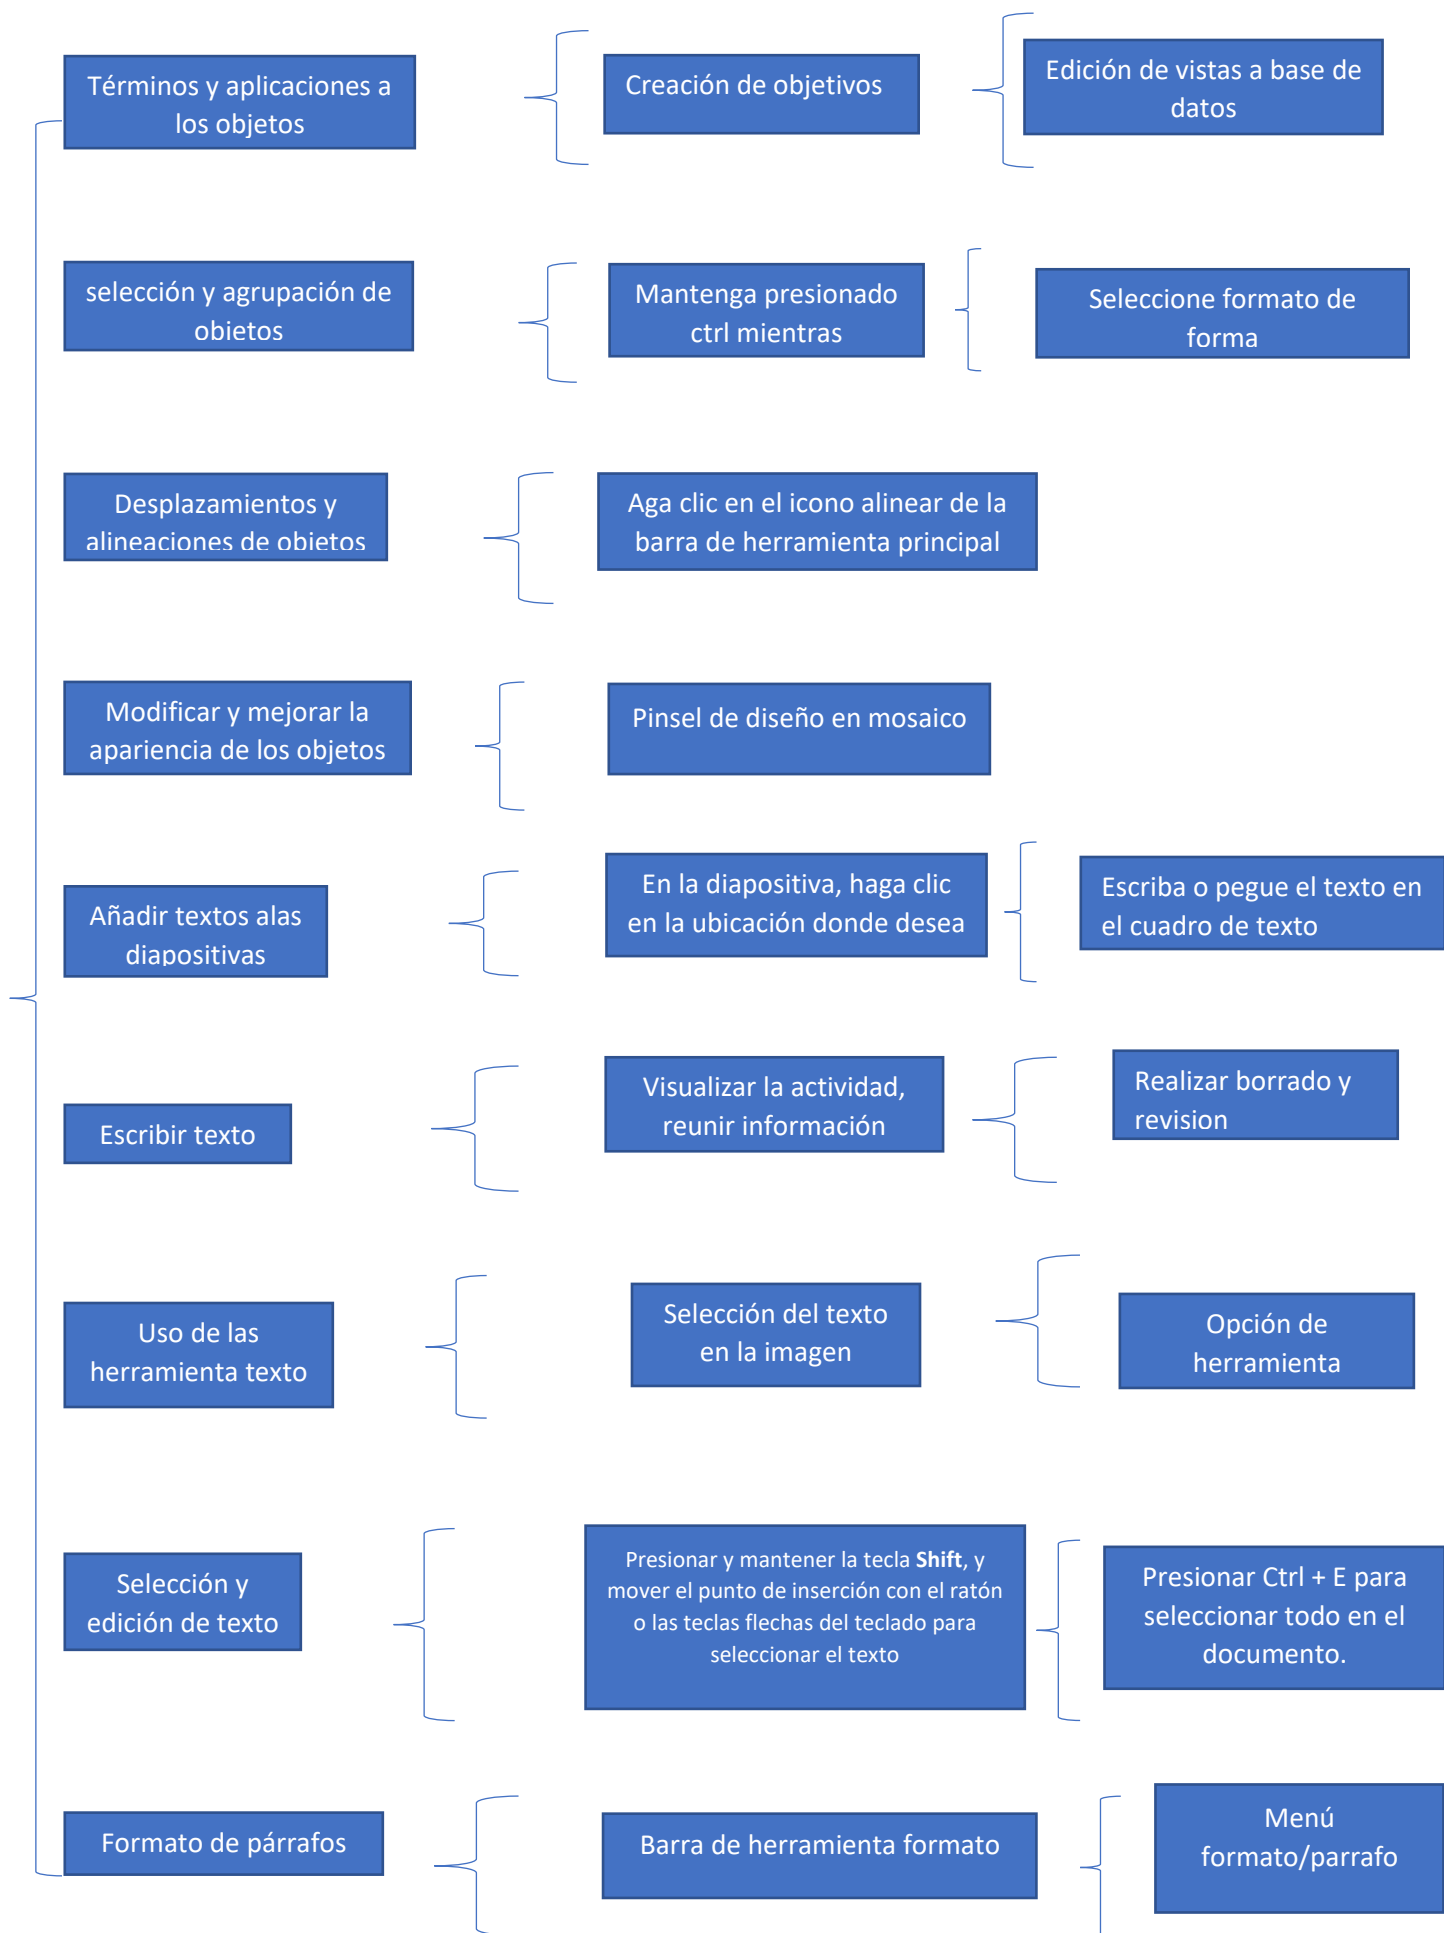 Términos y aplicaciones a
los objetos
Creación de objetivos
Edición de vistas a base de
datos
selección y agrupación de
objetos
Mantenga presionado
ctrl mientras
Seleccione formato de
forma
Desplazamientos y
alineaciones de objetos
Aga clic en el icono alinear de la
barra de herramienta principal
Modificar y mejorar la
apariencia de los objetos
Pinsel de diseño en mosaico
Añadir textos alas
diapositivas
En la diapositiva, haga clic
en la ubicación donde desea
Escriba o pegue el texto en
el cuadro de texto
Escribir texto
Visualizar la actividad,
reunir información
Realizar borrado y
revision
Uso de las
herramienta texto
Selección del texto
en la imagen
Opción de
herramienta
Selección y
edición de texto
Presionar y mantener la tecla Shift, y
mover el punto de inserción con el ratón
o las teclas flechas del teclado para
seleccionar el texto
Presionar Ctrl + E para
seleccionar todo en el
documento.
Formato de párrafos
Barra de herramienta formato
Menú
formato/parrafo